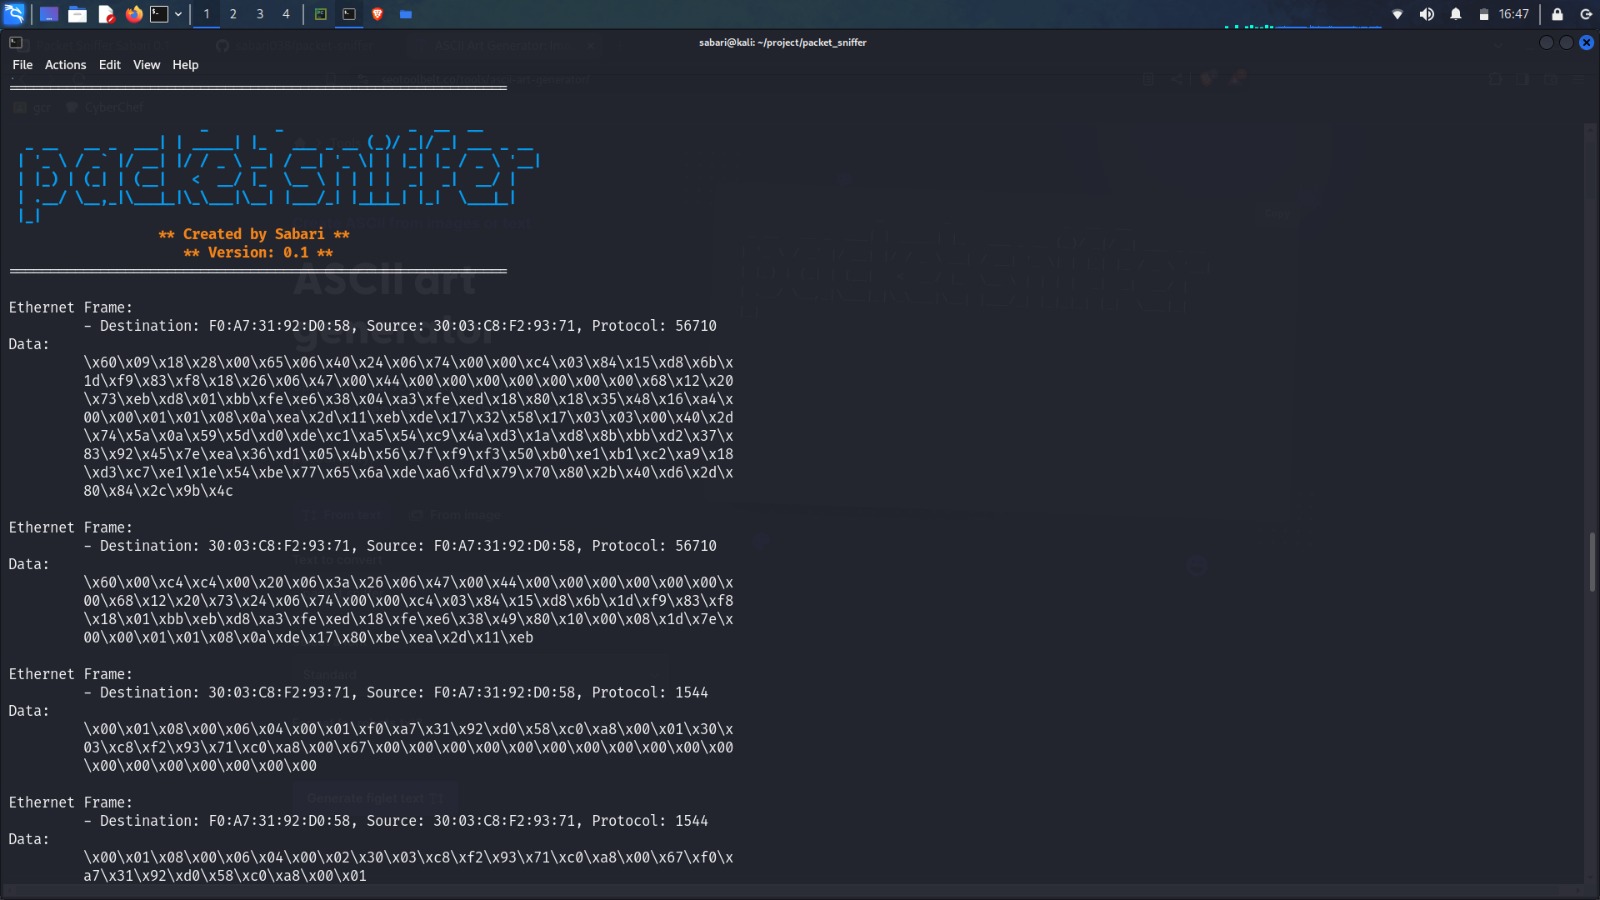 1 2 3 4 16:47
sabari@kali: ~/project/packet_sniffer
File Actions Edit View Help
packet sniffer
** Created by Sabari **
** Version: 0.1 **
ASCII art
generator
Ethernet Frame:
- Destination: F0:A7:31:92:D0:58, Source: 30:03:C8:F2:93:71, Protocol: 56710
Data:
\x60\x09\x18\x28\x00\x65\x06\x40\x24\x06\x74\x00\x00\xc4\x03\x84\x15\xd8\x6b\x
1d\xf9\x83\xf8\x18\x26\x06\x47\x00\x44\x00\x00\x00\x00\x00\x00\x00\x68\x12\x20
\x73\xeb\xd8\x01\xbb\xfe\xe6\x38\x04\xa3\xfe\xed\x18\x80\x18\x35\x48\x16\xa4\x
00\x00\x01\x01\x08\x0a\xea\x2d\x11\xeb\xde\x17\x32\x58\x17\x03\x03\x00\x40\x2d
\x74\x5a\x0a\x59\x5d\xd0\xde\xc1\xa5\x54\xc9\x4a\xd3\x1a\xd8\x8b\xbb\xd2\x37\x
83\x92\x45\x7e\xea\x36\xd1\x05\x4b\x56\x7f\xf9\xf3\x50\xb0\xe1\xb1\xc2\xa9\x18
\xd3\xc7\xe1\x1e\x54\xbe\x77\x65\x6a\xde\xa6\xfd\x79\x70\x80\x2b\x40\xd6\x2d\x
80\x84\x2c\x9b\x4c
Ethernet Frame:
- Destination: 30:03:C8:F2:93:71, Source: F0:A7:31:92:D0:58, Protocol: 56710
Data:
\x60\x00\xc4\xc4\x00\x20\x06\x3a\x26\x06\x47\x00\x44\x00\x00\x00\x00\x00\x00\x
00\x68\x12\x20\x73\x24\x06\x74\x00\x00\xc4\x03\x84\x15\xd8\x6b\x1d\xf9\x83\xf8
\x18\x01\xbb\xeb\xd8\xa3\xfe\xed\x18\xfe\xe6\x38\x49\x80\x10\x00\x08\x1d\x7e\x
00\x00\x01\x01\x08\x0a\xde\x17\x80\xbe\xea\x2d\x11\xeb
Ethernet Frame:
- Destination: 30:03:C8:F2:93:71, Source: F0:A7:31:92:D0:58, Protocol: 1544
Data:
\x00\x01\x08\x00\x06\x04\x00\x01\xf0\xa7\x31\x92\xd0\x58\xc0\xa8\x00\x01\x30\x
03\xc8\xf2\x93\x71\xc0\xa8\x00\x67\x00\x00\x00\x00\x00\x00\x00\x00\x00\x00\x00
\x00\x00\x00\x00\x00\x00\x00
Ethernet Frame:
- Destination: F0:A7:31:92:D0:58, Source: 30:03:C8:F2:93:71, Protocol: 1544
Data:
\x00\x01\x08\x00\x06\x04\x00\x02\x30\x03\xc8\xf2\x93\x71\xc0\xa8\x00\x67\xf0\x
a7\x31\x92\xd0\x58\xc0\xa8\x00\x01